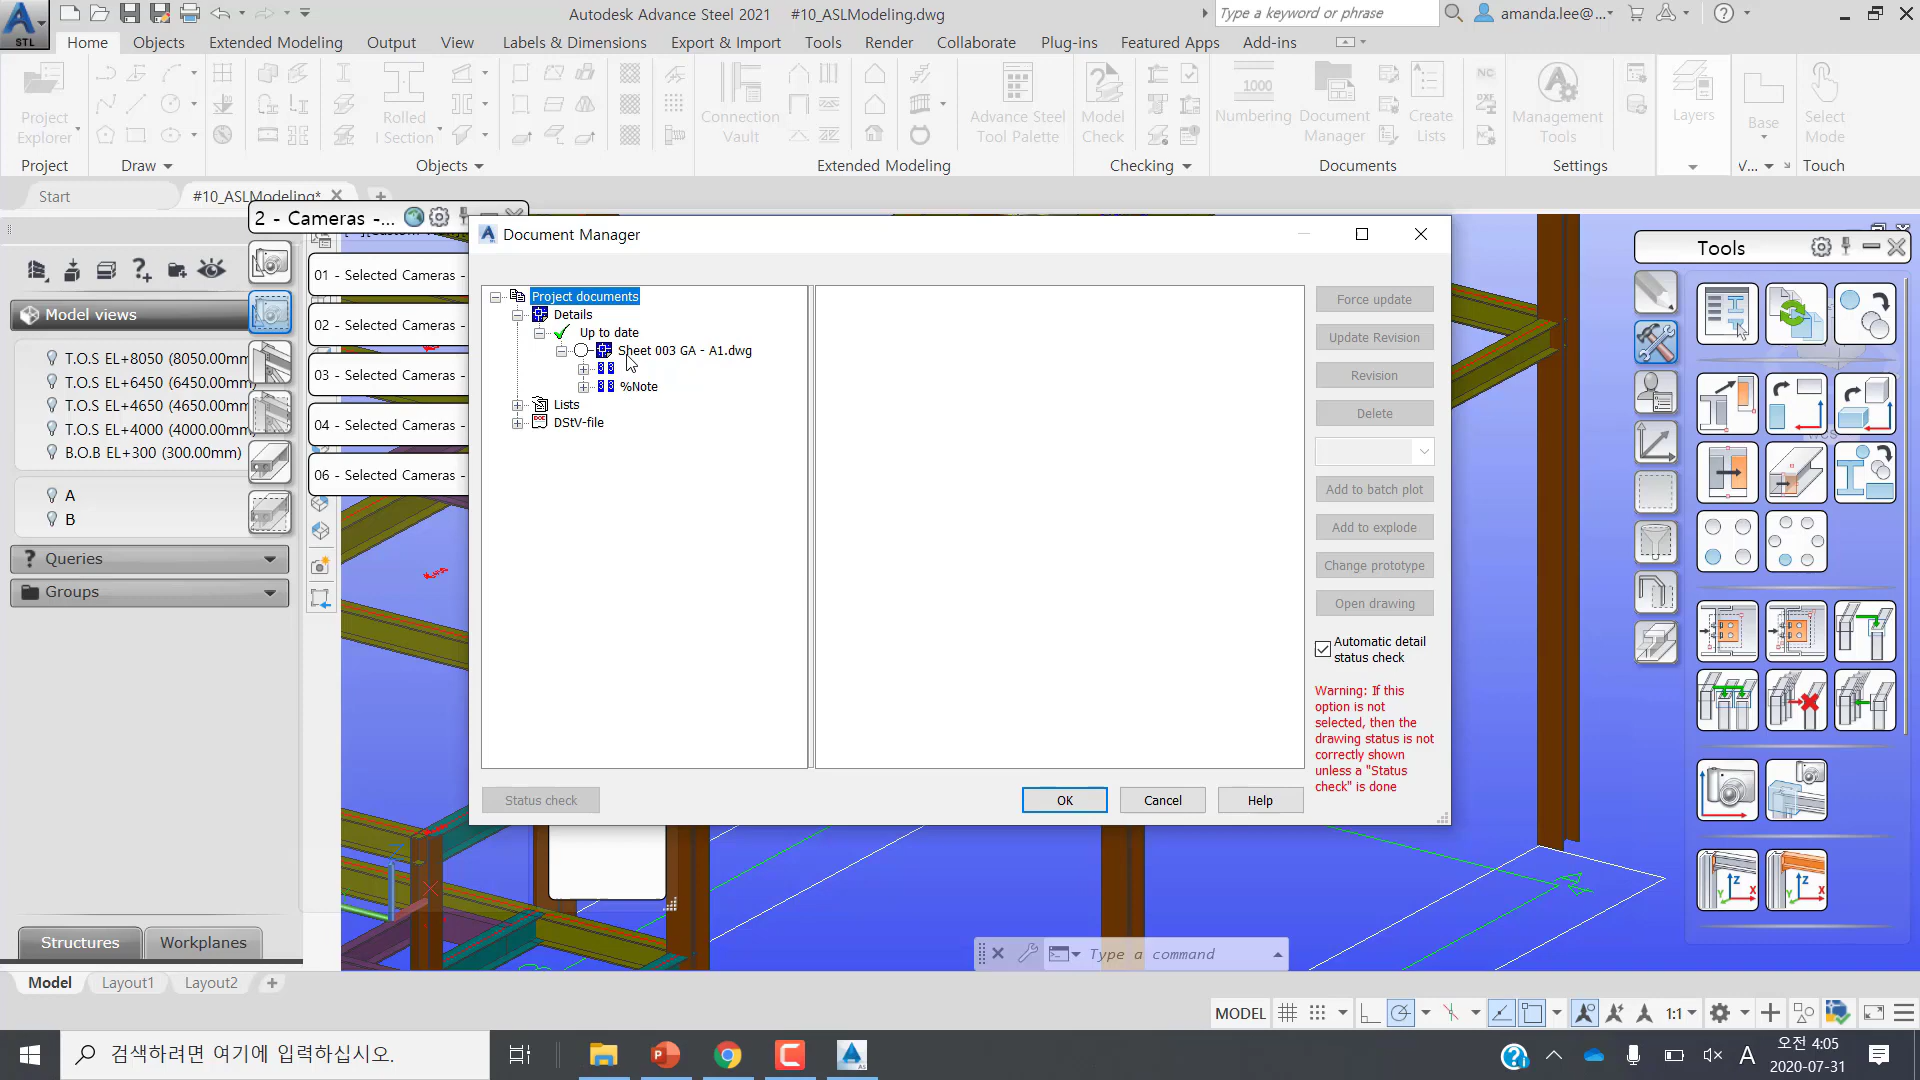 Autodesk Advance Steel 2021 #10_ASLModeling.dwg
Type a keyword or phrase
amanda.lee@...
STL
Home Objects Extended Modeling Output View Labels & Dimensions Export & Import Tools Render Collaborate Plug-ins Featured Apps Add-ins
Project Explorer
Rolled I Section
Connection Vault
Advance Steel Tool Palette
Model Check
1000
Numbering
Document Manager
Create Lists
NC
DXF
Management Tools
Layers
Base
Select Mode
Project
Draw
Objects
Extended Modeling
Checking
Documents
Settings
V...
Touch
Start
#10_ASLModeling*
2 - Cameras -...
Model views
T.O.S EL+8050 (8050.00mm
T.O.S EL+6450 (6450.00mm
T.O.S EL+4650 (4650.00mm
T.O.S EL+4000 (4000.00mm
B.O.B EL+300 (300.00mm)
A
B
Queries
Groups
Structures
Workplanes
01 - Selected Cameras -
02 - Selected Cameras -
03 - Selected Cameras -
04 - Selected Cameras -
06 - Selected Cameras -
Document Manager
Project documents
Details
Up to date
Sheet 003 GA - A1.dwg
%Note
Lists
DStV-file
Force update
Update Revision
Revision
Delete
Add to batch plot
Add to explode
Change prototype
Open drawing
Automatic detail
status check
Warning: If this
option is not
selected, then the
drawing status is not
correctly shown
unless a "Status
check" is done
Status check
OK
Cancel
Help
Tools
Type a command
Model Layout1 Layout2
MODEL
1:1
검색하려면 여기에 입력하십시오.
A
오전 4:05
2020-07-31